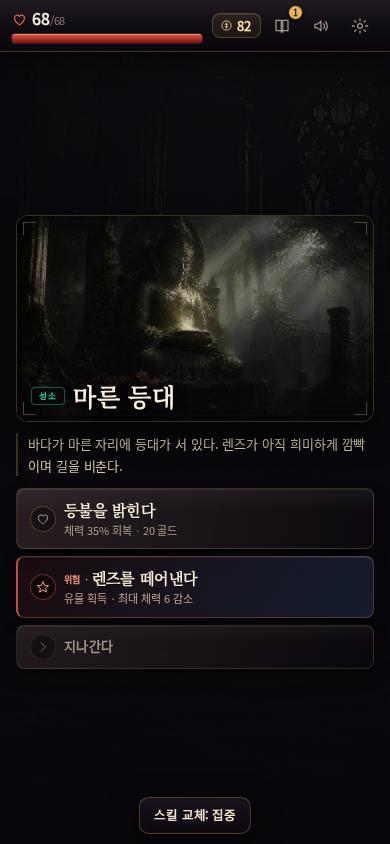 68/68
82
1
성소 마른 등대
바다가 마른 자리에 등대가 서 있다. 렌즈가 아직 희미하게 깜빡
이며 길을 비춘다.
등불을 밝힌다
체력 35% 회복 · 20 골드
위험 · 렌즈를 떼어낸다
유물 획득 · 최대 체력 6 감소
지나간다
스킬 교체: 집중